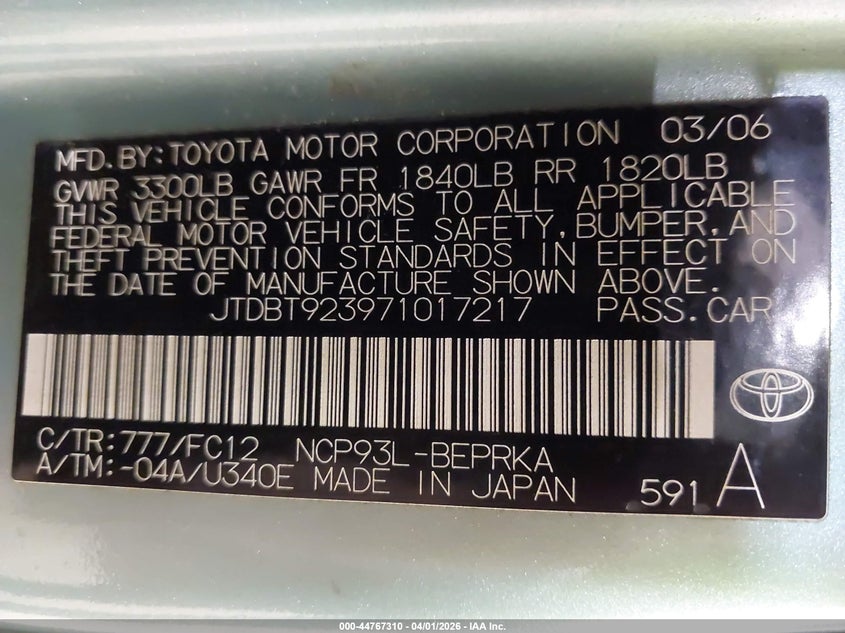 MFD. BY: TOYOTA MOTOR CORPORATION 03/06
GVWR 3300LB GAWR FR 1840LB RR 1820LB
THIS VEHICLE CONFORMS TO ALL APPLICABLE
FEDERAL MOTOR VEHICLE SAFETY, BUMPER, AND
THEFT PREVENTION STANDARDS IN EFFECT ON
THE DATE OF MANUFACTURE SHOWN ABOVE.
JTDBT923971017217 PASS. CAR
C/TR: 777/FC12 NCP93L-BEPRKA
A/TM: -04A/U340E MADE IN JAPAN 591 A
000-44767310 - 04/01/2026 - IAA Inc.